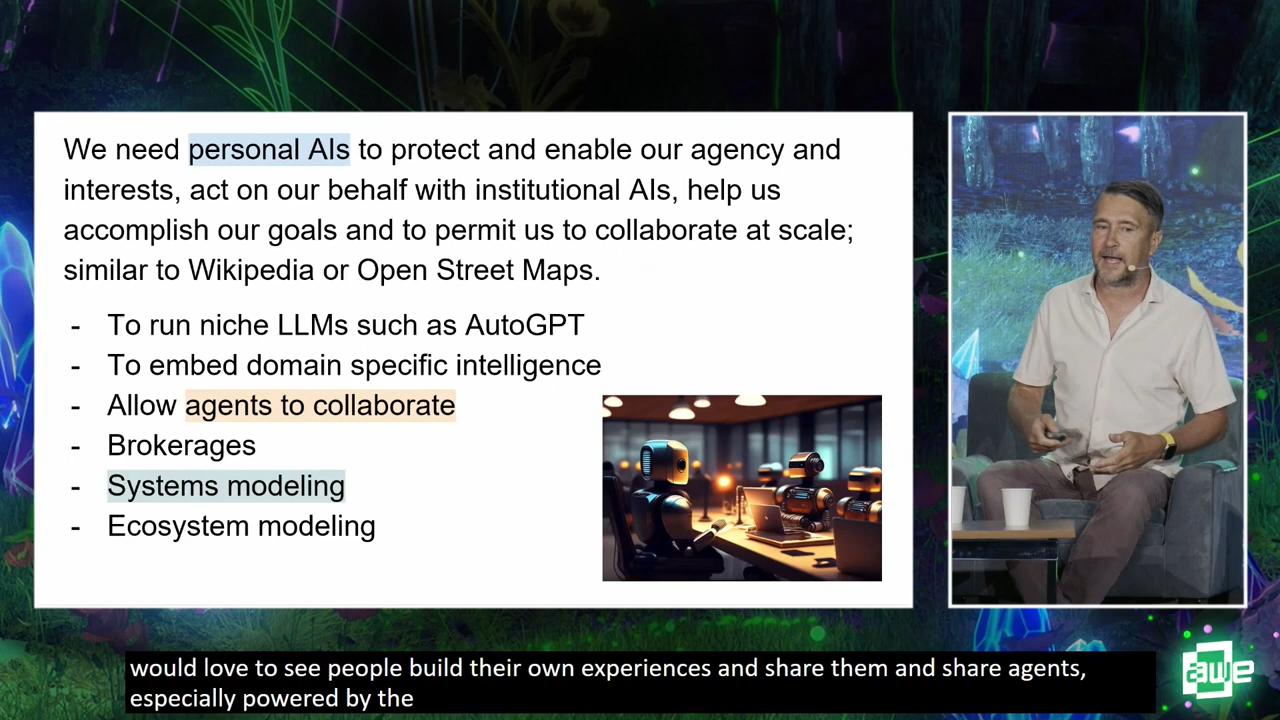 We need personal AIs to protect and enable our agency and
interests, act on our behalf with institutional AIs, help us
accomplish our goals and to permit us to collaborate at scale;
similar to Wikipedia or Open Street Maps.
- To run niche LLMs such as AutoGPT
- To embed domain specific intelligence
- Allow agents to collaborate
- Brokerages
- Systems modeling
- Ecosystem modeling
awe
would love to see people build their own experiences and share them and share agents,
especially powered by the